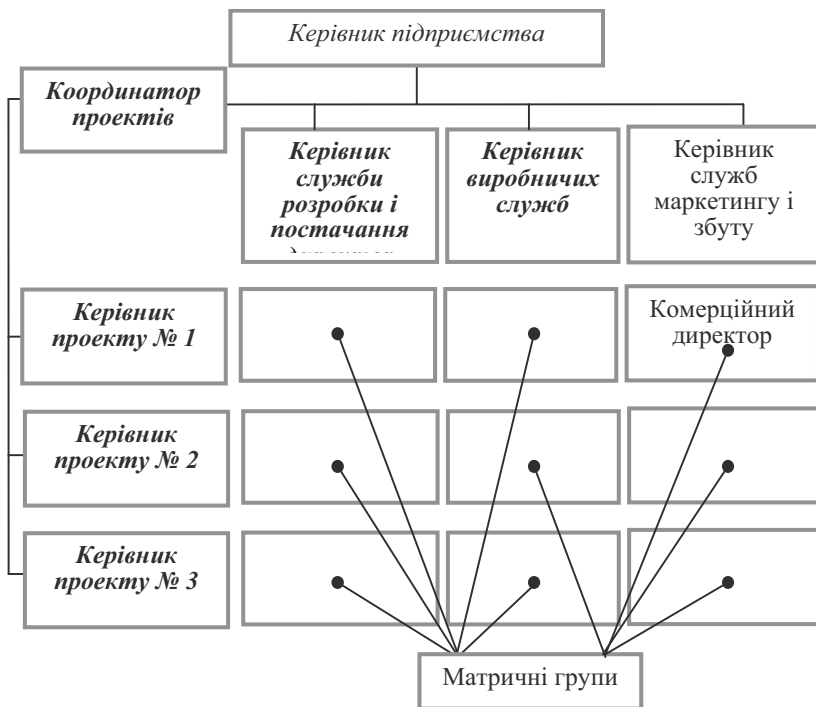 Керівник підприємства
Координатор
проектів
Керівник
служби
розробки і
постачання
Керівник
виробничих
служб
Керівник
служб
маркетингу і
збуту
Керівник
проекту № 1
Комерційний
директор
Керівник
проекту № 2
Керівник
проекту № 3
Матричні групи